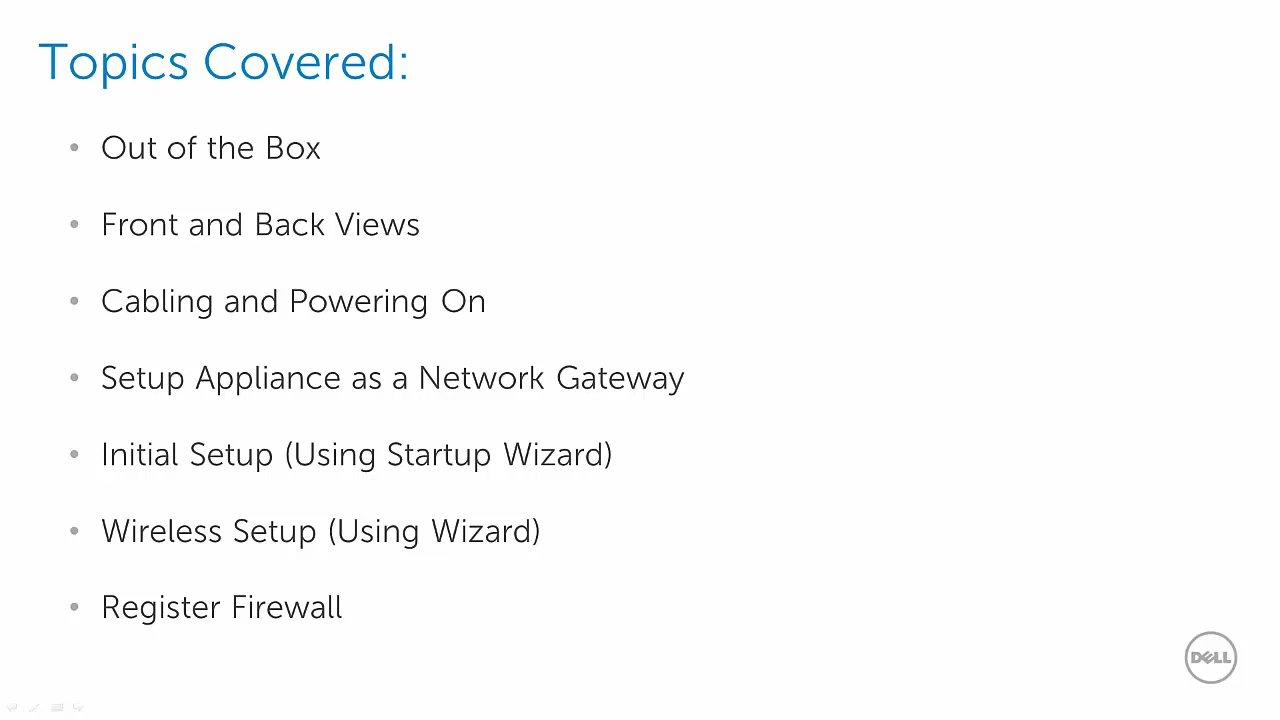 Topics Covered:
• Out of the Box
• Front and Back Views
• Cabling and Powering On
• Setup Appliance as a Network Gateway
• Initial Setup (Using Startup Wizard)
• Wireless Setup (Using Wizard)
• Register Firewall
DELL